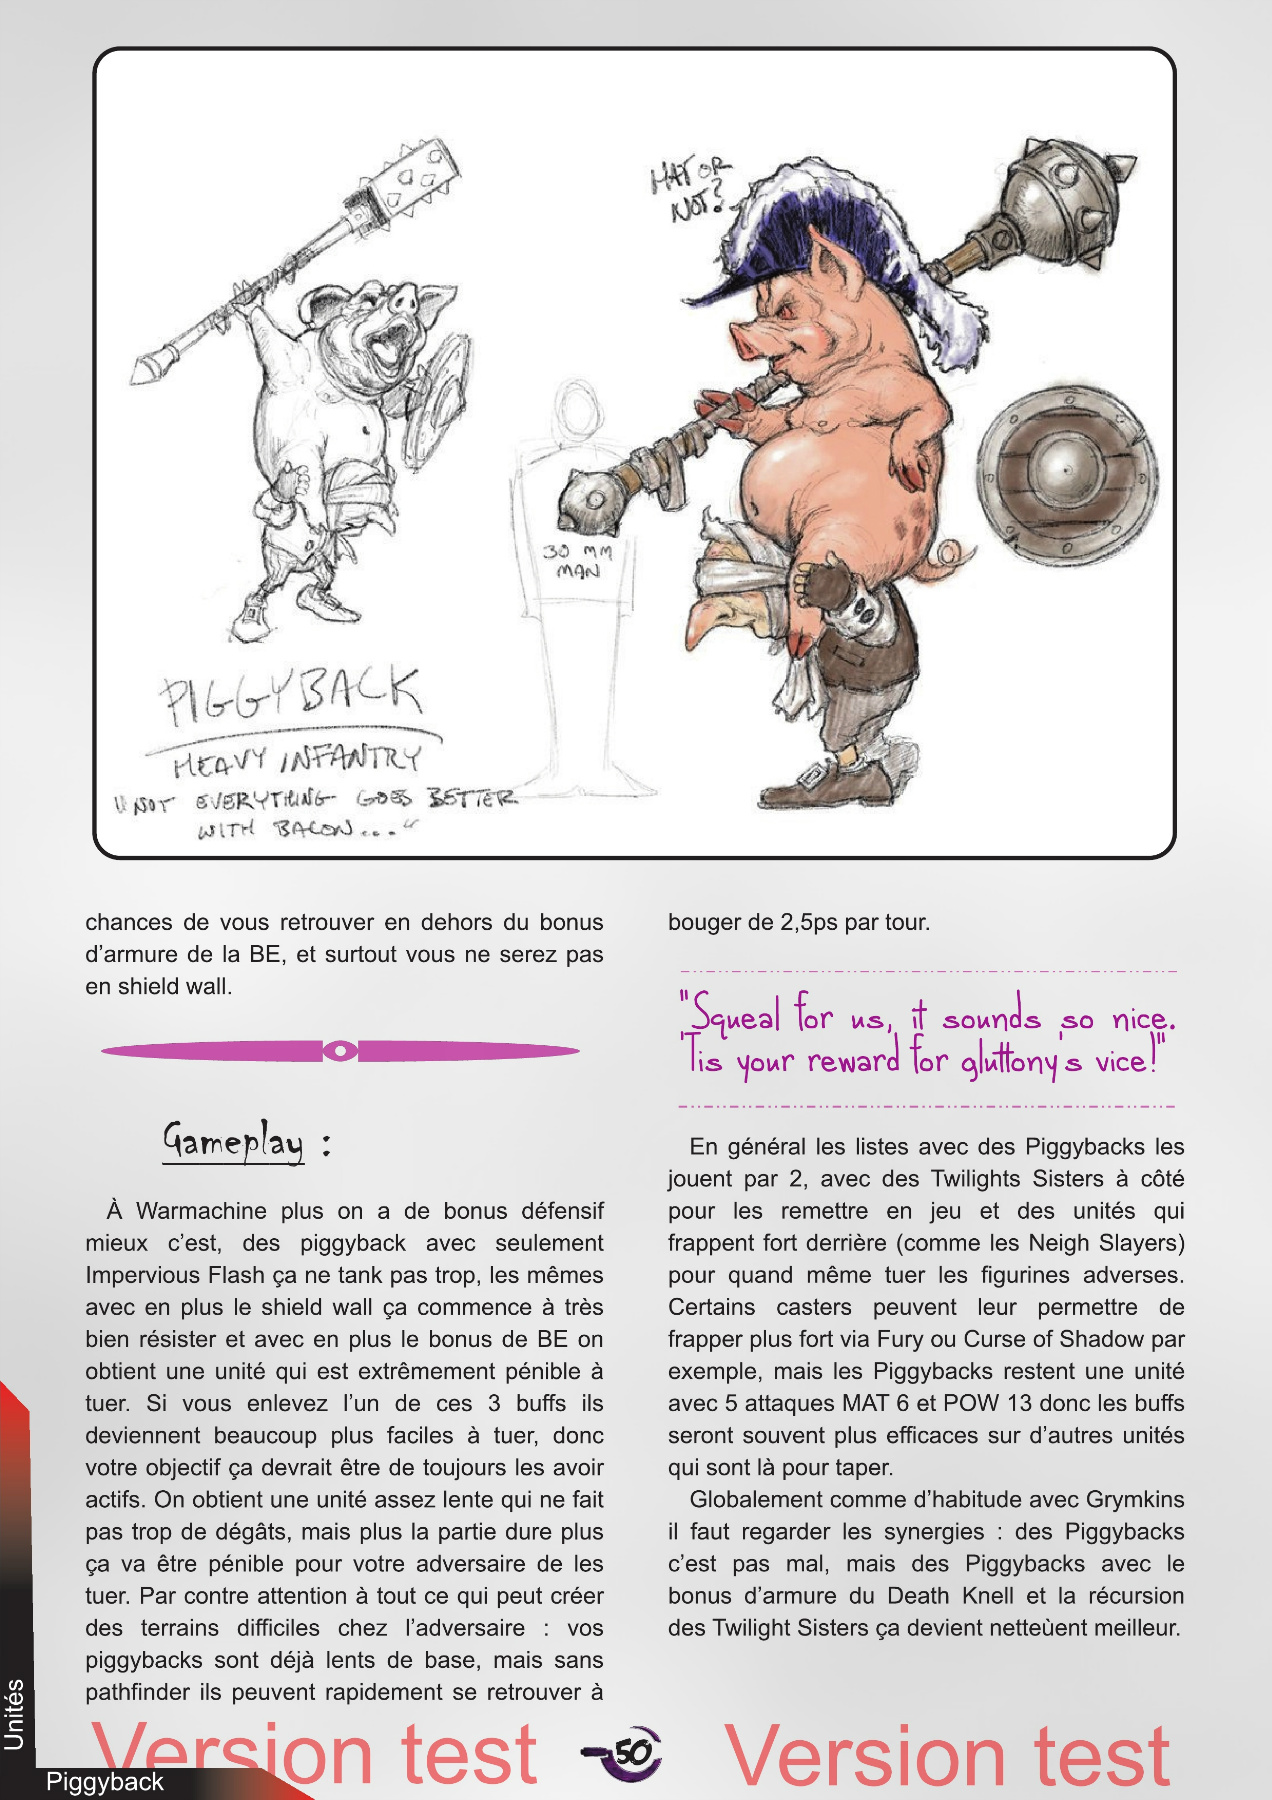 HAT OR
NOT?
30 MM
MAN
PIGGYBACK
HEAVY INFANTRY
"NOT EVERYTHING GOES BETTER
WITH BACON..."
chances de vous retrouver en dehors du bonus
d’armure de la BE, et surtout vous ne serez pas
en shield wall.
Gameplay :
À Warmachine plus on a de bonus défensif
mieux c’est, des piggyback avec seulement
Impervious Flash ça ne tank pas trop, les mêmes
avec en plus le shield wall ça commence à très
bien résister et avec en plus le bonus de BE on
obtient une unité qui est extrêmement pénible à
tuer. Si vous enlevez l’un de ces 3 buffs ils
deviennent beaucoup plus faciles à tuer, donc
votre objectif ça devrait être de toujours les avoir
actifs. On obtient une unité assez lente qui ne fait
pas trop de dégâts, mais plus la partie dure plus
ça va être pénible pour votre adversaire de les
tuer. Par contre attention à tout ce qui peut créer
des terrains difficiles chez l’adversaire : vos
piggybacks sont déjà lents de base, mais sans
pathfinder ils peuvent rapidement se retrouver à
bouger de 2,5ps par tour.
"Squeal for us, it sounds so nice.
'Tis your reward for gluttony's vice!"
En général les listes avec des Piggybacks les
jouent par 2, avec des Twilights Sisters à côté
pour les remettre en jeu et des unités qui
frappent fort derrière (comme les Neigh Slayers)
pour quand même tuer les figurines adverses.
Certains casters peuvent leur permettre de
frapper plus fort via Fury ou Curse of Shadow par
exemple, mais les Piggybacks restent une unité
avec 5 attaques MAT 6 et POW 13 donc les buffs
seront souvent plus efficaces sur d’autres unités
qui sont là pour taper.
Globalement comme d’habitude avec Grymkins
il faut regarder les synergies : des Piggybacks
c’est pas mal, mais des Piggybacks avec le
bonus d’armure du Death Knell et la récursion
des Twilight Sisters ça devient netteùent meilleur.
Unités
Piggyback
Version test
50
Version test